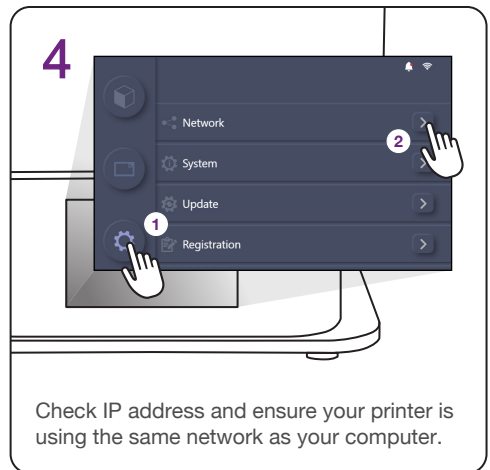 4
Network
2
System
Update
1
Registration
Check IP address and ensure your printer is
using the same network as your computer.